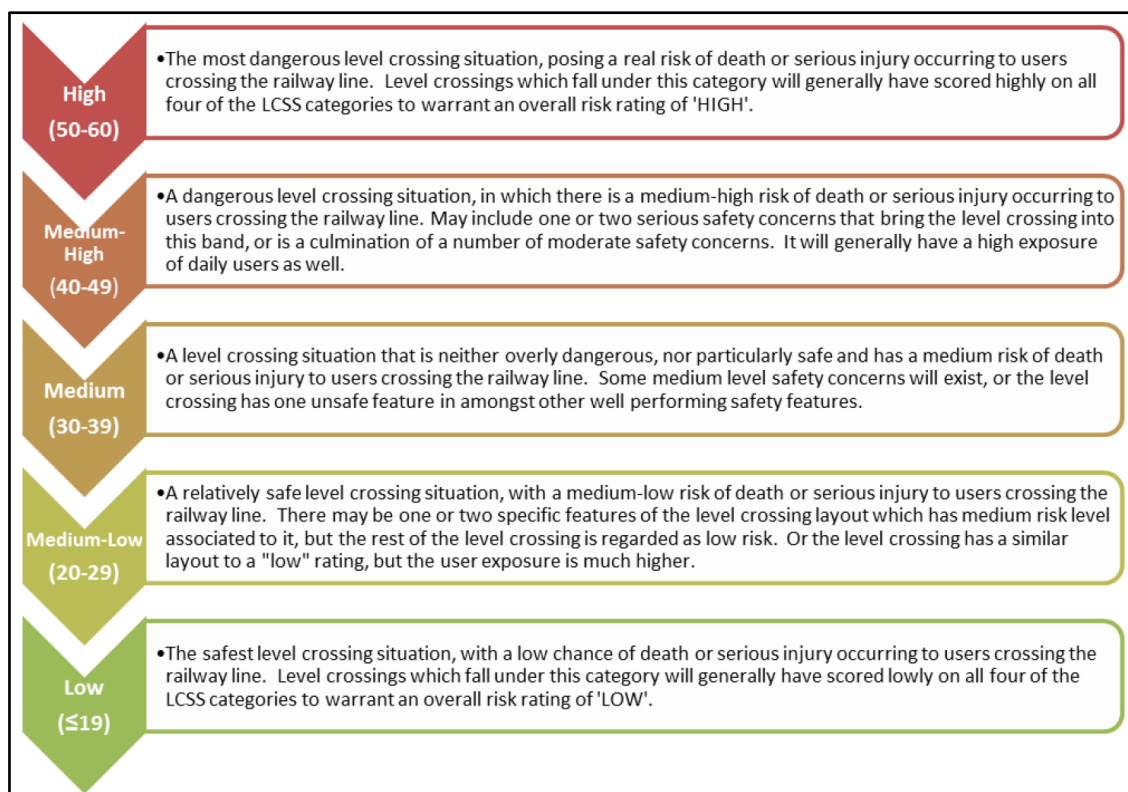 High
(50-60)
•The most dangerous level crossing situation, posing a real risk of death or serious injury occurring to users
crossing the railway line.  Level crossings which fall under this category will generally have scored highly on all
four of the LCSS categories to warrant an overall risk rating of 'HIGH'.
Medium-
High
(40-49)
•A dangerous level crossing situation, in which there is a medium-high risk of death or serious injury occurring to
users crossing the railway line. May include one or two serious safety concerns that bring the level crossing into
this band, or is a culmination of a number of moderate safety concerns.  It will generally have a high exposure
of daily users as well.
Medium
(30-39)
•A level crossing situation that is neither overly dangerous, nor particularly safe and has a medium risk of death
or serious injury to users crossing the railway line.  Some medium level safety concerns will exist, or the level
crossing has one unsafe feature in amongst other well performing safety features.
Medium-Low
(20-29)
•A relatively safe level crossing situation, with a medium-low risk of death or serious injury to users crossing the
railway line.  There may be one or two specific features of the level crossing layout which has medium risk level
associated to it, but the rest of the level crossing is regarded as low risk.  Or the level crossing has a similar
layout to a "low" rating, but the user exposure is much higher.
Low
(≤19)
•The safest level crossing situation, with a low chance of death or serious injury occurring to users crossing the
railway line.  Level crossings which fall under this category will generally have scored lowly on all four of the
LCSS categories to warrant an overall risk rating of 'LOW'.